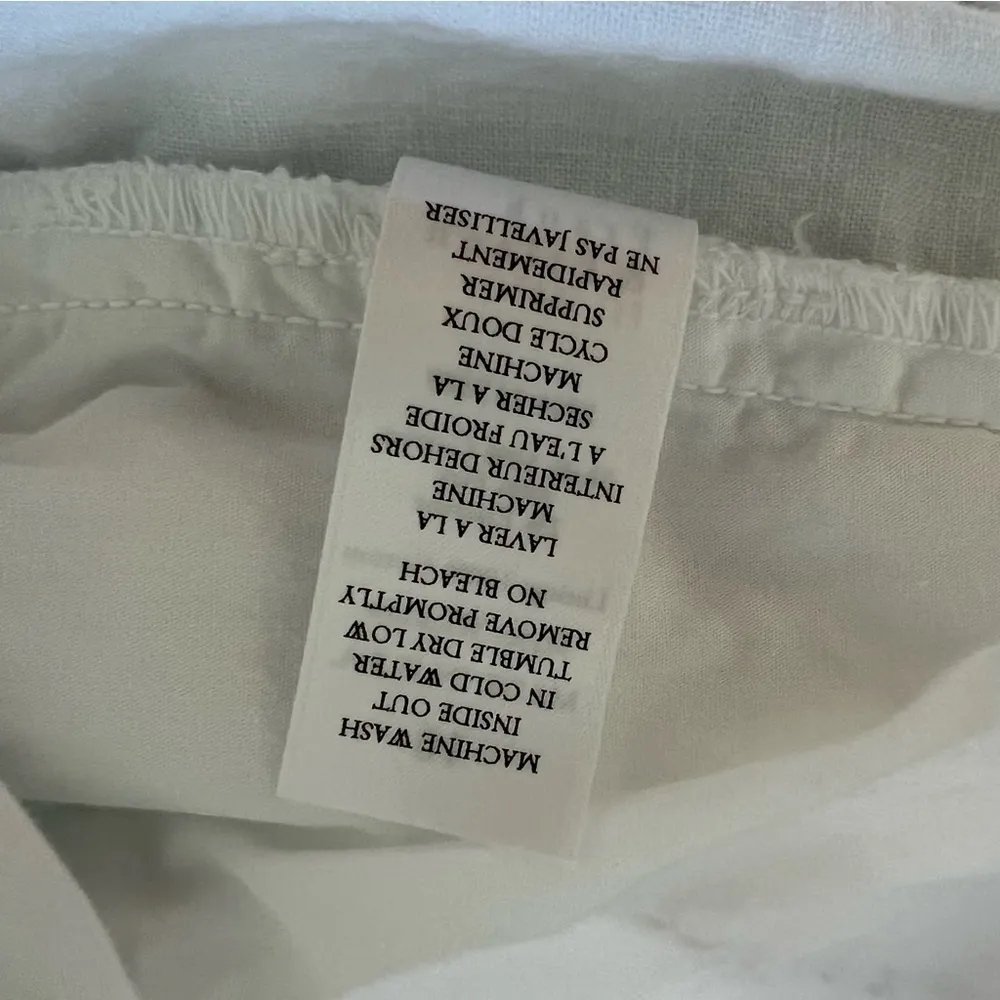 MACHINE WASH
INSIDE OUT
IN COLD WATER
TUMBLE DRY LOW
REMOVE PROMPTLY
NO BLEACH
LAVER A LA
MACHINE
INTERIEUR DEHORS
A L'EAU FROIDE
SECHER A LA
MACHINE
CYCLE DOUX
SUPPRIMER
RAPIDEMENT
NE PAS JAVELLISER